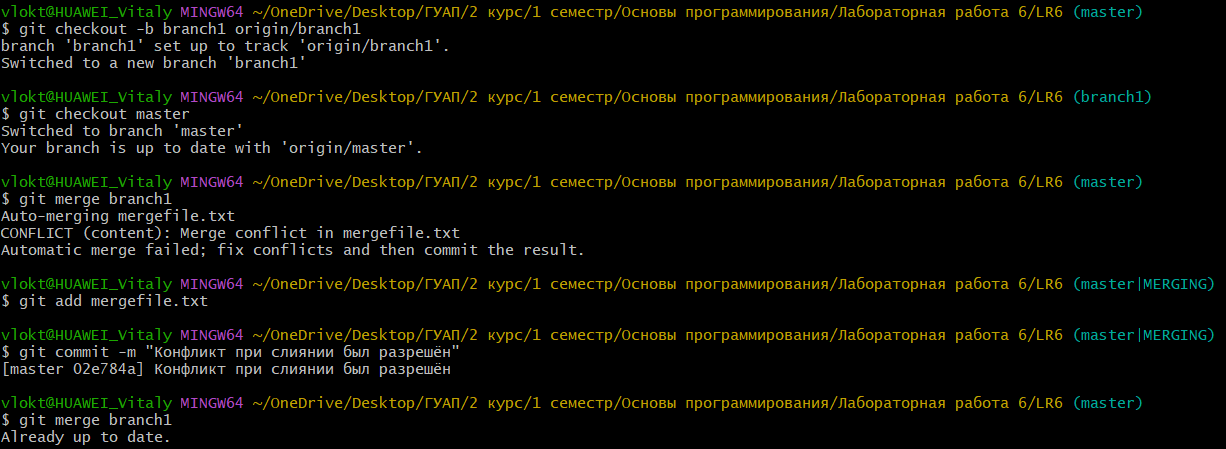 vlokt@HUAWEI_Vitaly MINGW64 ~/OneDrive/Desktop/ГУАП/2 курс/1 семестр/Основы программирования/Лабораторная работа 6/LR6 (master)
$ git checkout -b branch1 origin/branch1
branch 'branch1' set up to track 'origin/branch1'.
Switched to a new branch 'branch1'
vlokt@HUAWEI_Vitaly MINGW64 ~/OneDrive/Desktop/ГУАП/2 курс/1 семестр/Основы программирования/Лабораторная работа 6/LR6 (branch1)
$ git checkout master
Switched to branch 'master'
Your branch is up to date with 'origin/master'.
vlokt@HUAWEI_Vitaly MINGW64 ~/OneDrive/Desktop/ГУАП/2 курс/1 семестр/Основы программирования/Лабораторная работа 6/LR6 (master)
$ git merge branch1
Auto-merging mergefile.txt
CONFLICT (content): Merge conflict in mergefile.txt
Automatic merge failed; fix conflicts and then commit the result.
vlokt@HUAWEI_Vitaly MINGW64 ~/OneDrive/Desktop/ГУАП/2 курс/1 семестр/Основы программирования/Лабораторная работа 6/LR6 (master|MERGING)
$ git add mergefile.txt
vlokt@HUAWEI_Vitaly MINGW64 ~/OneDrive/Desktop/ГУАП/2 курс/1 семестр/Основы программирования/Лабораторная работа 6/LR6 (master|MERGING)
$ git commit -m "Конфликт при слиянии был разрешён"
[master 02e784a] Конфликт при слиянии был разрешён
vlokt@HUAWEI_Vitaly MINGW64 ~/OneDrive/Desktop/ГУАП/2 курс/1 семестр/Основы программирования/Лабораторная работа 6/LR6 (master)
$ git merge branch1
Already up to date.